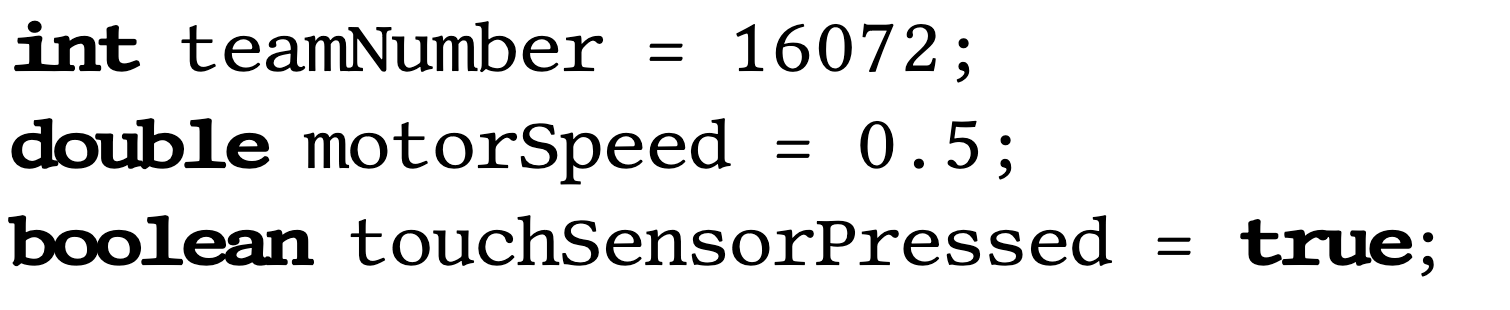 int teamNumber = 16072;
double motorSpeed = 0.5;
boolean touchSensorPressed = true;